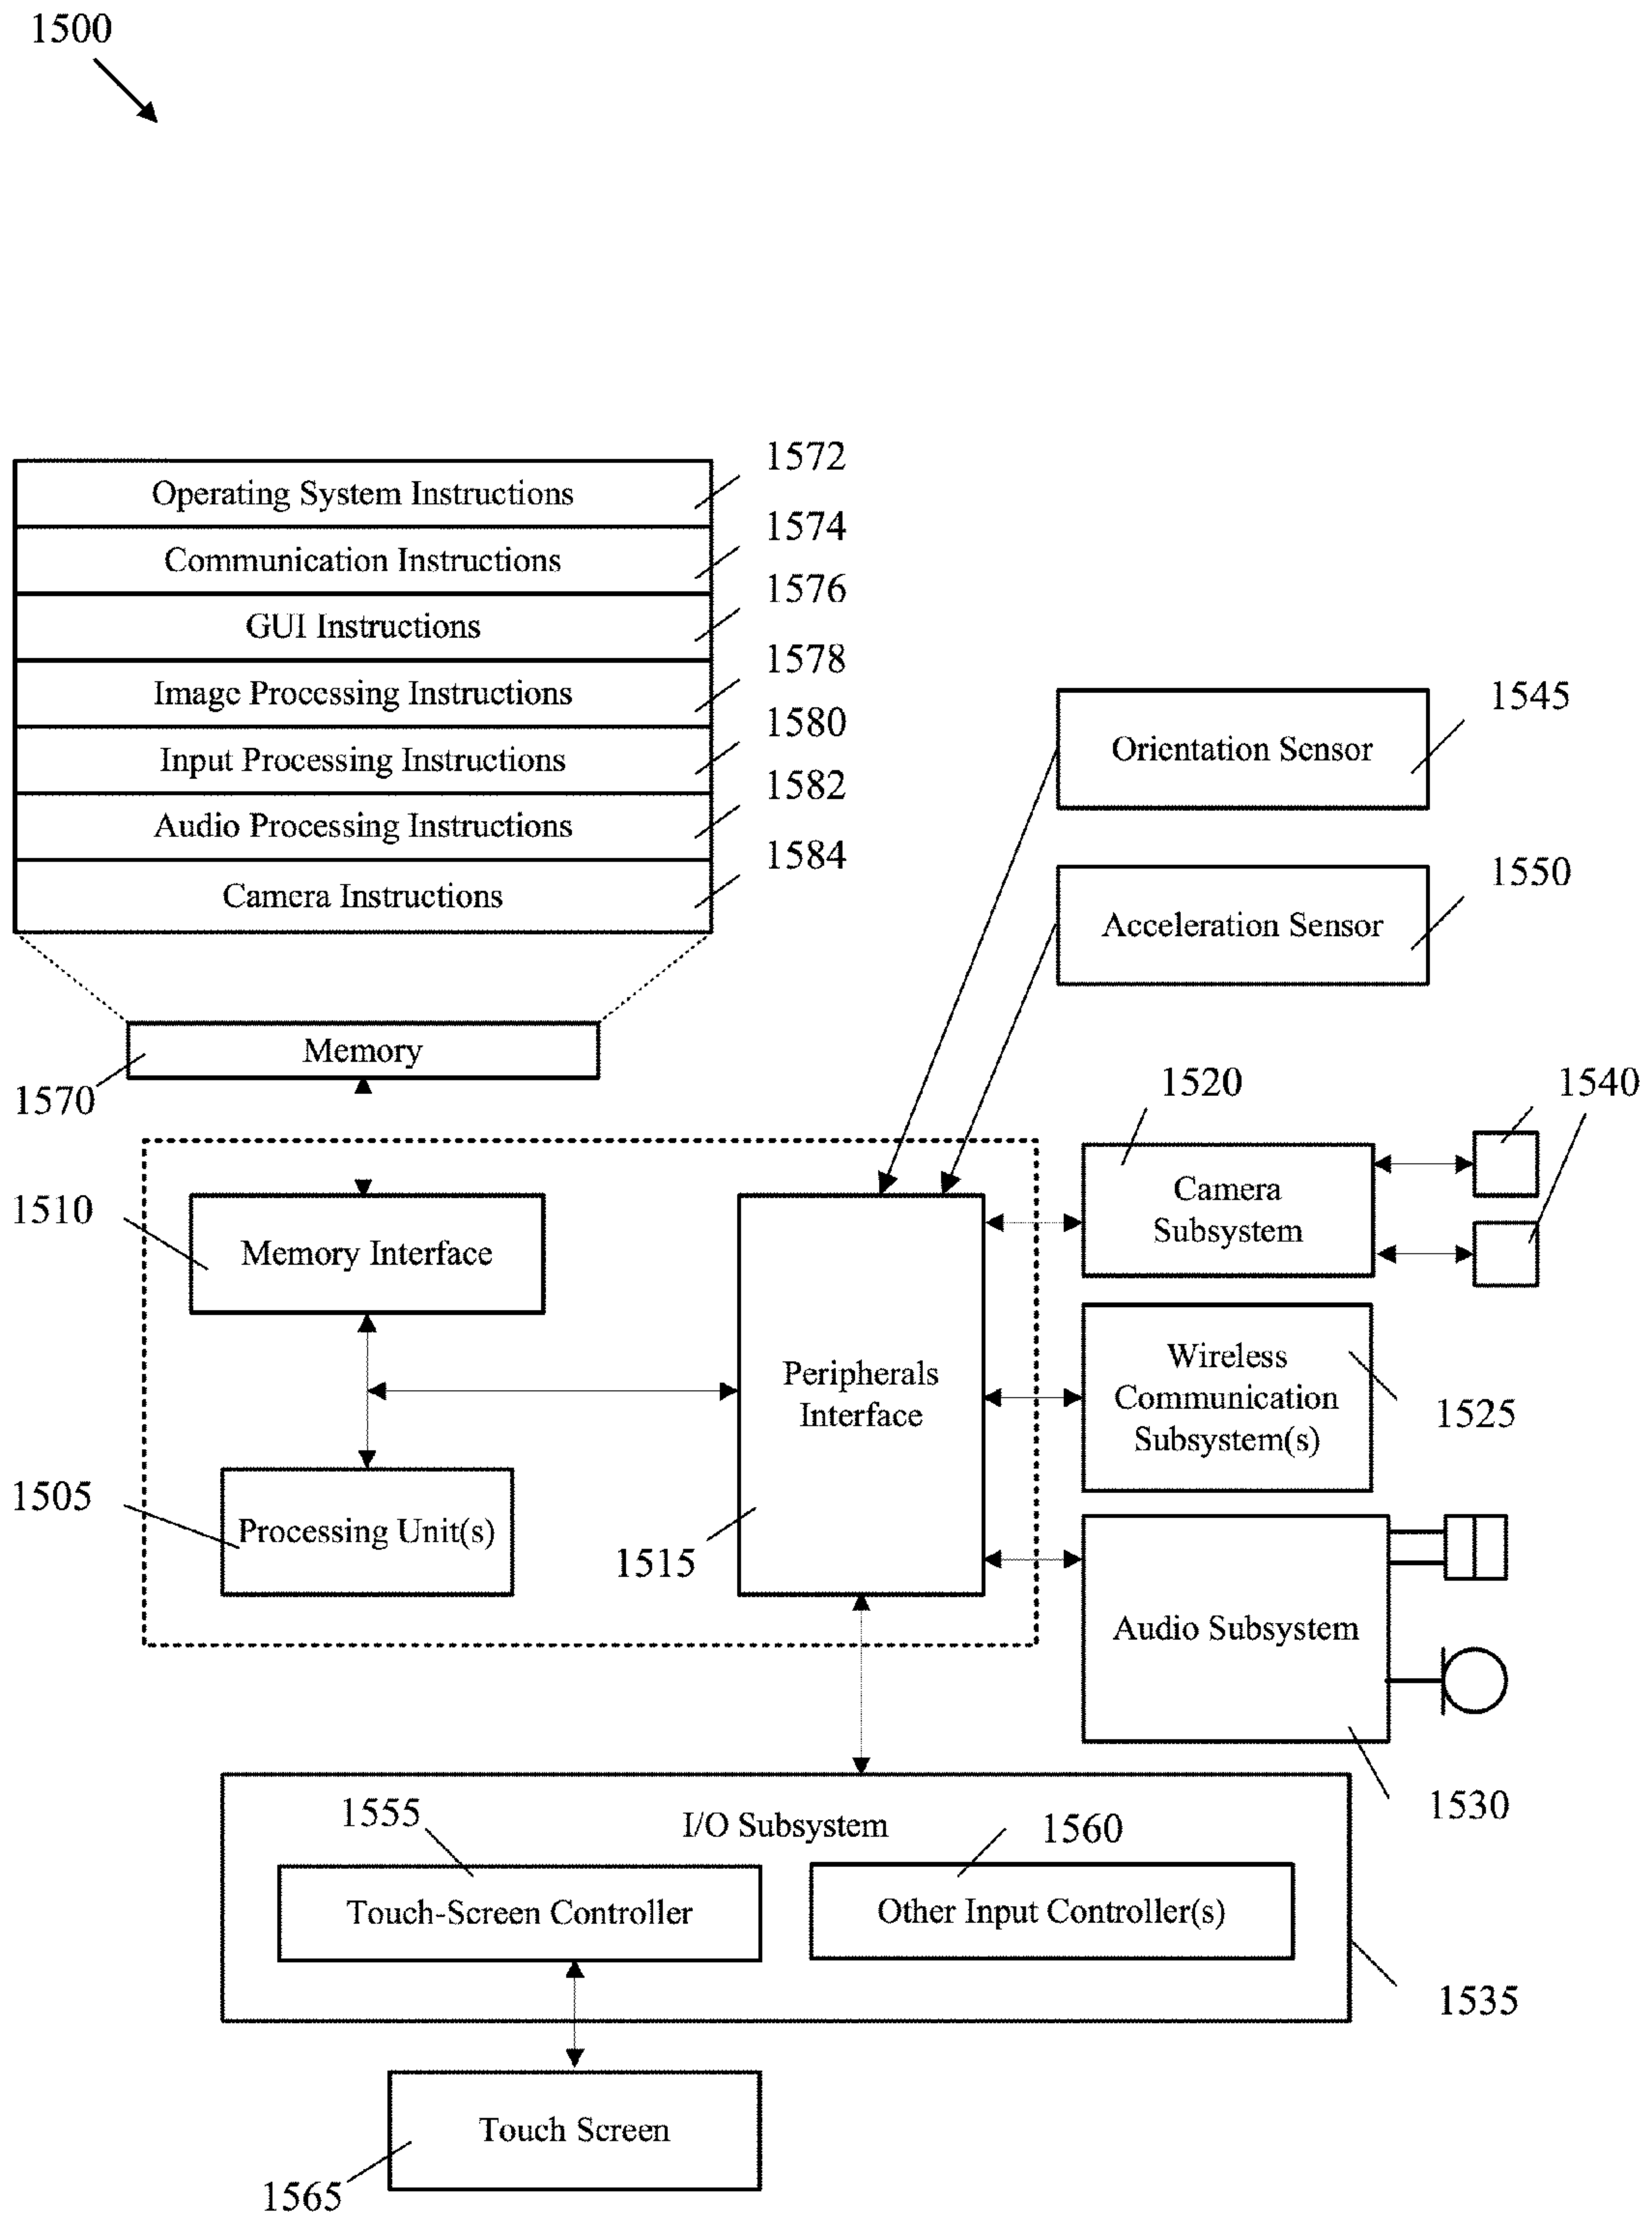 1500
1572
Operating System Instructions
1574
Communication Instructions
1576
GUI Instructions
1578
Image Processing Instructions
1580
Input Processing Instructions
1582
Audio Processing Instructions
1584
Camera Instructions
1545
Orientation Sensor
1550
Acceleration Sensor
Memory
1570
1520
1540
Camera
Subsystem
1510
Memory Interface
Peripherals
Interface
Wireless
Communication
Subsystem(s)
1525
1505
Processing Unit(s)
1515
Audio Subsystem
1530
I/O Subsystem
1555
1560
Touch-Screen Controller
Other Input Controller(s)
1535
Touch Screen
1565